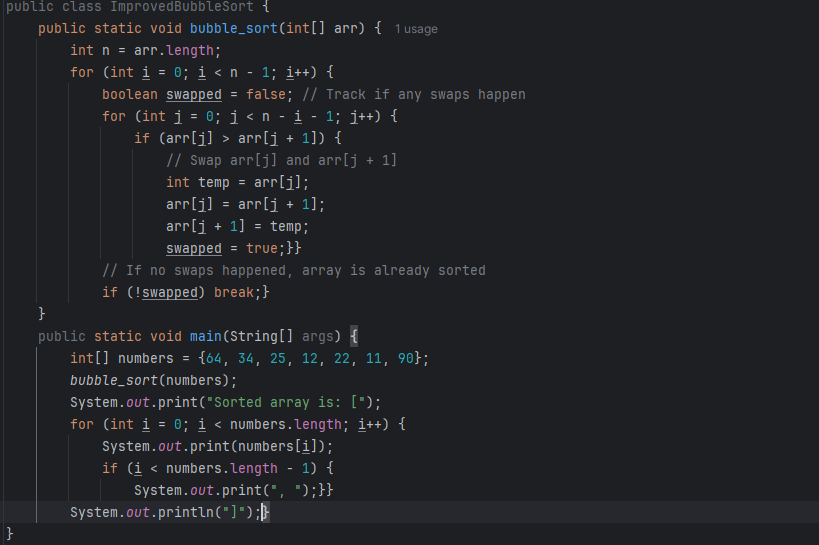 public class ImprovedBubbleSort {
    public static void bubble_sort(int[] arr) {  1 usage
        int n = arr.length;
        for (int i = 0; i < n - 1; i++) {
            boolean swapped = false; // Track if any swaps happen
            for (int j = 0; j < n - i - 1; j++) {
                if (arr[j] > arr[j + 1]) {
                    // Swap arr[j] and arr[j + 1]
                    int temp = arr[j];
                    arr[j] = arr[j + 1];
                    arr[j + 1] = temp;
                    swapped = true;}}
            // If no swaps happened, array is already sorted
            if (!swapped) break;}
    }
    public static void main(String[] args) {
        int[] numbers = {64, 34, 25, 12, 22, 11, 90};
        bubble_sort(numbers);
        System.out.print("Sorted array is: [");
        for (int i = 0; i < numbers.length; i++) {
            System.out.print(numbers[i]);
            if (i < numbers.length - 1) {
                System.out.print(", ");}}
        System.out.println("]");}
}